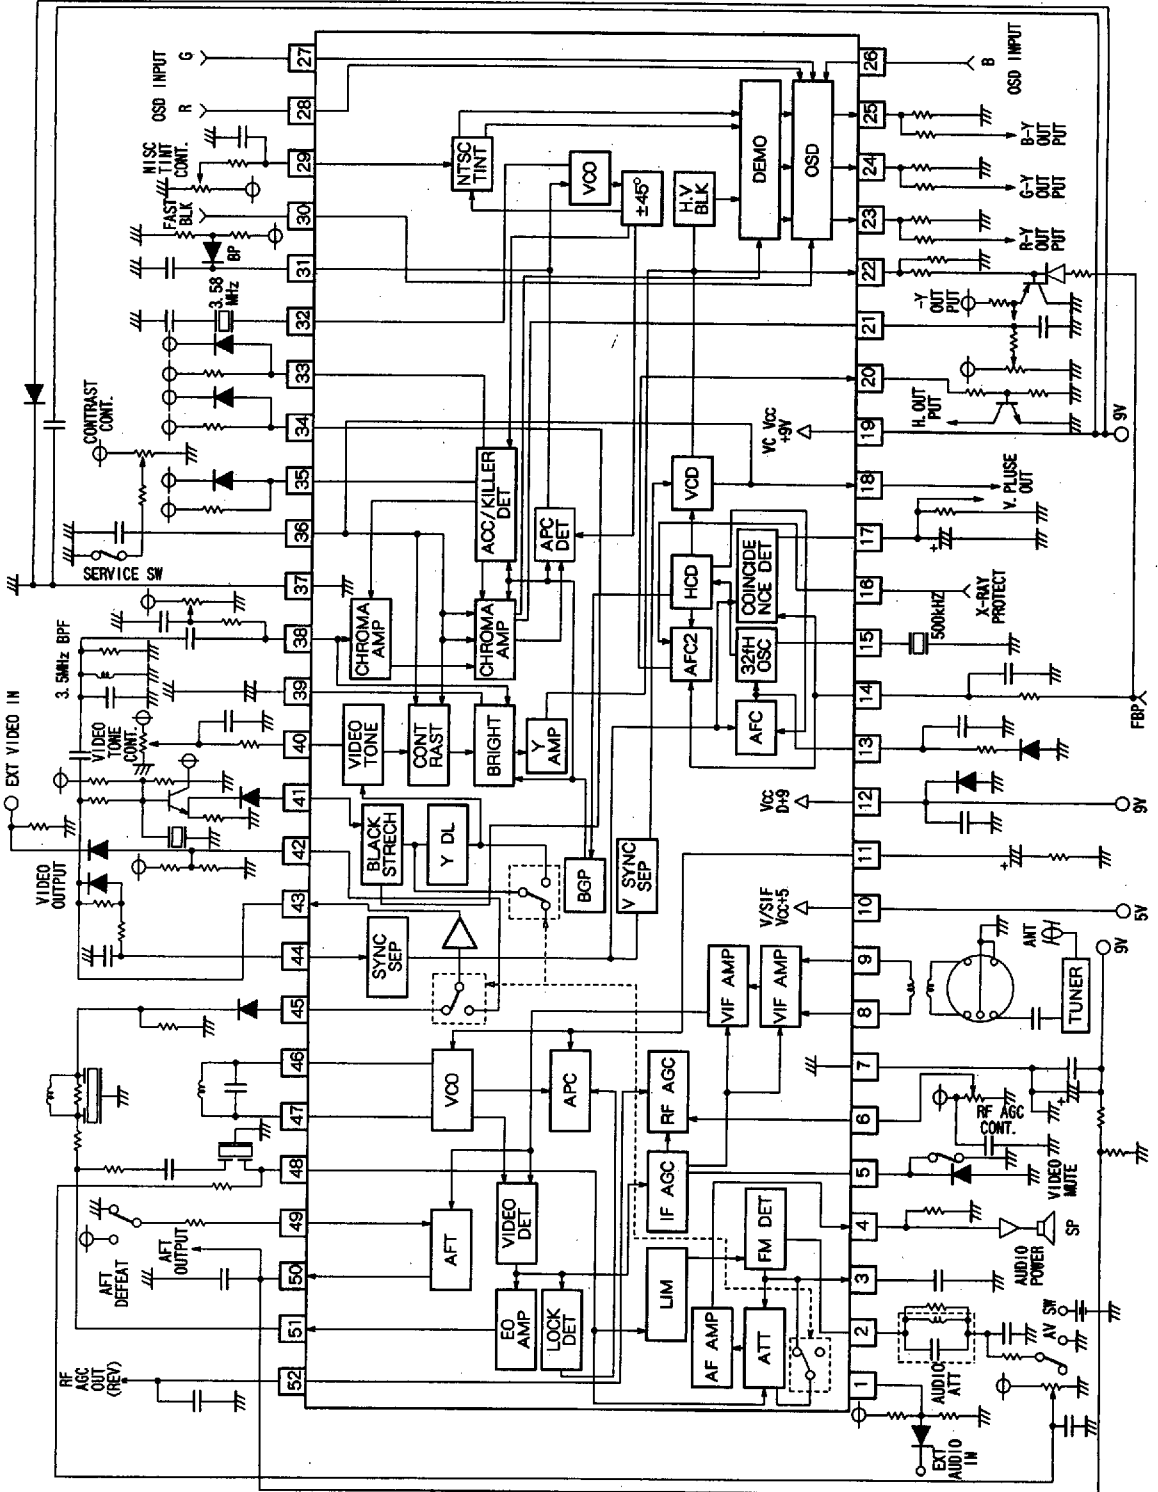 OSD INPUT
G
R
NTSC
TINT
CONT.
FAST
BLK
BP
3.58
MHz
CONTRAST
CONT.
SERVICE SW
3.5MHz BPF
EXT VIDEO IN
VIDEO
TONE
CONT.
VIDEO
OUTPUT
AFT
DEFEAT
AFT OUTPUT
RF
AGC
OUT
(REV)
27
28
29
30
31
32
33
34
35
36
37
38
39
40
41
42
43
44
45
46
47
48
49
50
51
52
NTSC
TINT
VCO
±45°
H.V
BLK
DEMO
OSD
ACC/KILLER
DET
APC
DET
CHROMA
AMP
CHROMA
AMP
VCD
HCD
COINCIDE
NCE DET
AFC2
32fH
OSC
AFC
VIDEO
TONE
CONT
RAST
BRIGHT
Y
AMP
BLACK
STRECH
Y DL
BGP
V SYNC
SEP
SYNC
SEP
VIF AMP
VIF AMP
VCO
APC
RF AGC
IF AGC
AFT
VIDEO
DET
EO
AMP
LOCK
DET
LIM
FM DET
AF AMP
ATT
VC Vcc
+9V
Vcc
D+9
V/SIF
Vcc+5
26
25
24
23
22
21
20
19
18
17
16
15
14
13
12
11
10
9
8
7
6
5
4
3
2
1
B
OSD INPUT
B-Y
OUT
PUT
G-Y
OUT
PUT
R-Y
OUT
PUT
-Y
OUT
PUT
H.OUT
PUT
9V
V.PLUSE
OUT
X-RAY
PROTECT
500kHZ
FBP
9V
5V
ANT
TUNER
9V
RF AGC
CONT.
VIDEO
MUTE
SP
AUDIO
POWER
SW
AV
AUDIO
ATT
EXT
AUDIO
IN